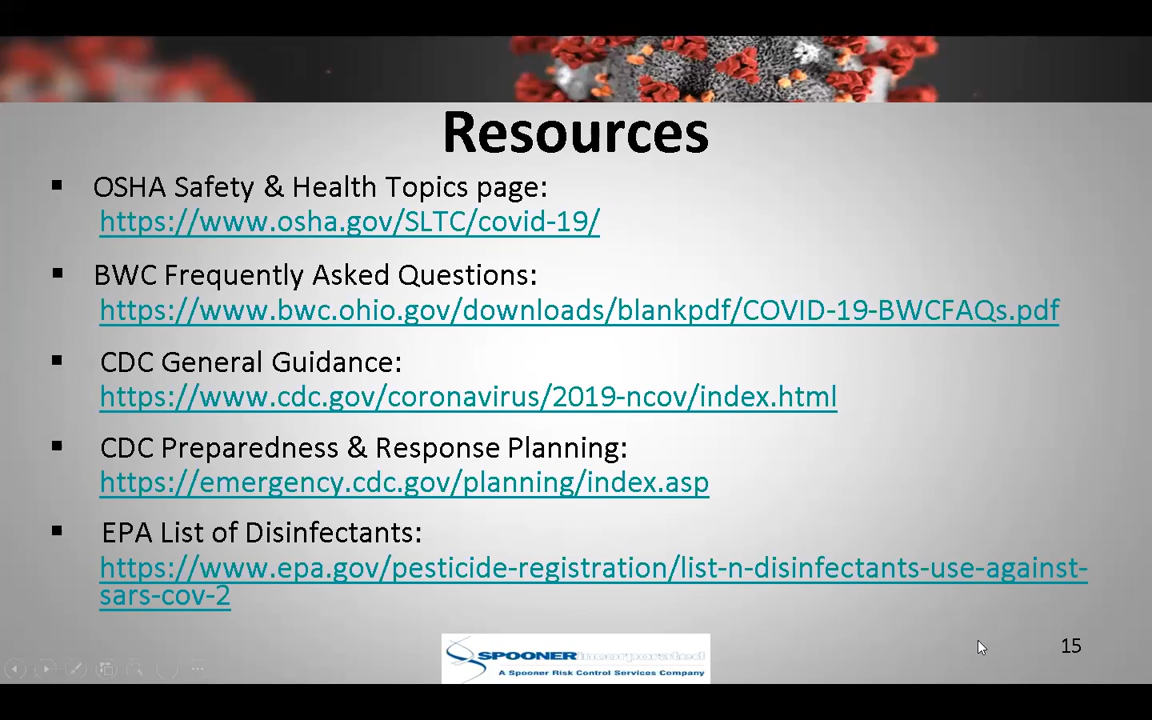 Resources
▪ OSHA Safety & Health Topics page:
https://www.osha.gov/SLTC/covid-19/
▪ BWC Frequently Asked Questions:
https://www.bwc.ohio.gov/downloads/blankpdf/COVID-19-BWCFAQs.pdf
▪ CDC General Guidance:
https://www.cdc.gov/coronavirus/2019-ncov/index.html
▪ CDC Preparedness & Response Planning:
https://emergency.cdc.gov/planning/index.asp
▪ EPA List of Disinfectants:
https://www.epa.gov/pesticide-registration/list-n-disinfectants-use-against-
sars-cov-2
15
SPOONER incorporated
A Spooner Risk Control Services Company